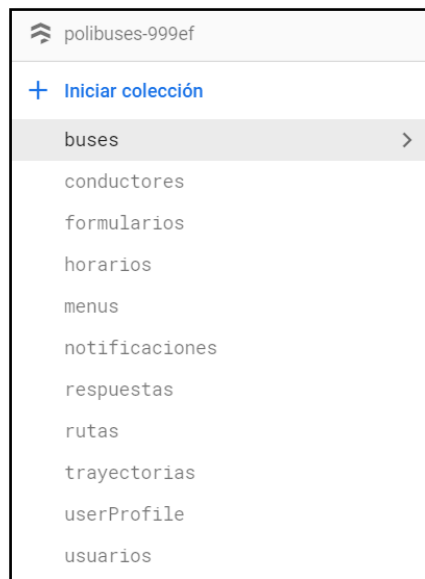 polibuses-999ef
Iniciar colección
buses
conductores
formularios
horarios
menus
notificaciones
respuestas
rutas
trayectorias
userProfile
usuarios